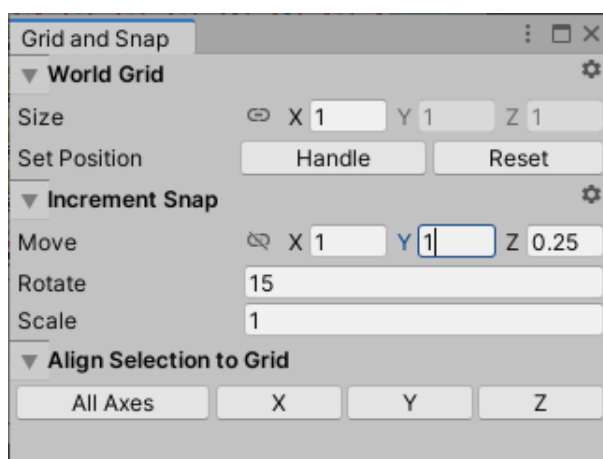 Grid and Snap
World Grid
Size X 1 Y 1 Z 1
Set Position Handle Reset
Increment Snap
Move X 1 Y 1 Z 0.25
Rotate 15
Scale 1
Align Selection to Grid
All Axes X Y Z